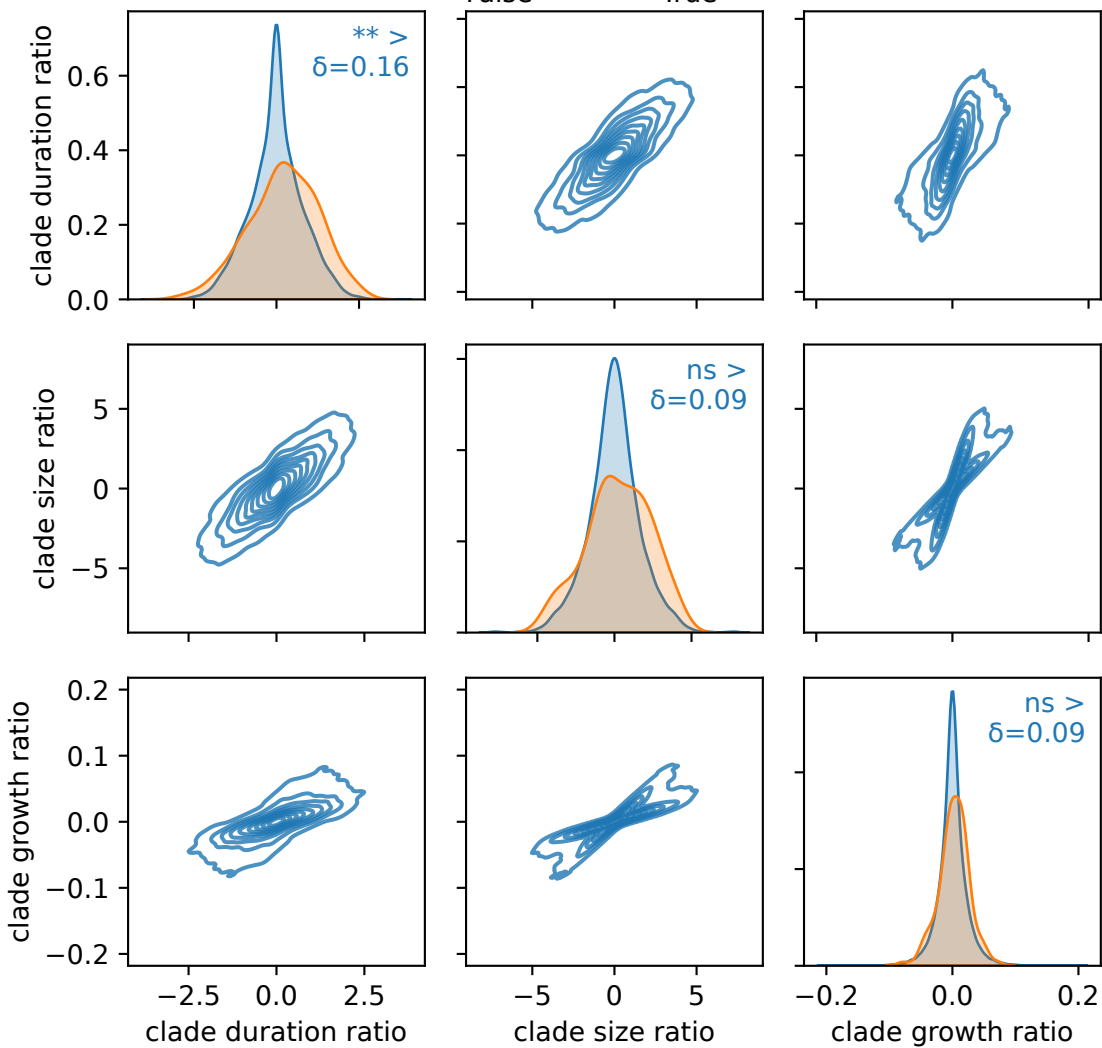 True
clade duration ratio
0.6
0.4
0.2
0.0
** >
δ=0.16
clade size ratio
5
0
−5
ns >
δ=0.09
clade growth ratio
0.2
0.1
0.0
−0.1
−0.2
ns >
δ=0.09
−2.5 0.0 2.5
−5 0 5
−0.2 0.0 0.2
clade duration ratio
clade size ratio
clade growth ratio